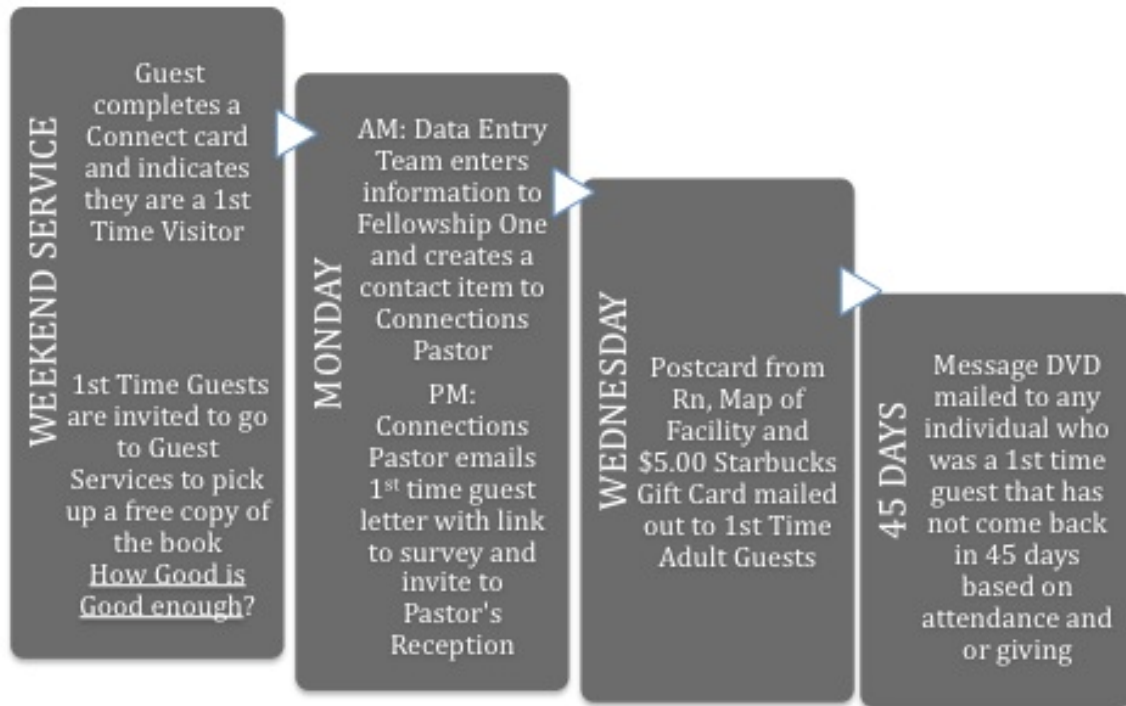 WEEKEND SERVICE
Guest
completes a
Connect card
and indicates
they are a 1st
Time Visitor
1st Time Guests
are invited to go
to Guest
Services to pick
up a free copy of
the book
How Good is
Good enough?
MONDAY
AM: Data Entry
Team enters
information to
Fellowship One
and creates a
contact item to
Connections
Pastor
PM:
Connections
Pastor emails
1st time guest
letter with link
to survey and
invite to
Pastor's
Reception
WEDNESDAY
Postcard from
Rn, Map of
Facility and
$5.00 Starbucks
Gift Card mailed
out to 1st Time
Adult Guests
45 DAYS
Message DVD
mailed to any
individual who
was a 1st time
guest that has
not come back
in 45 days
based on
attendance and
or giving